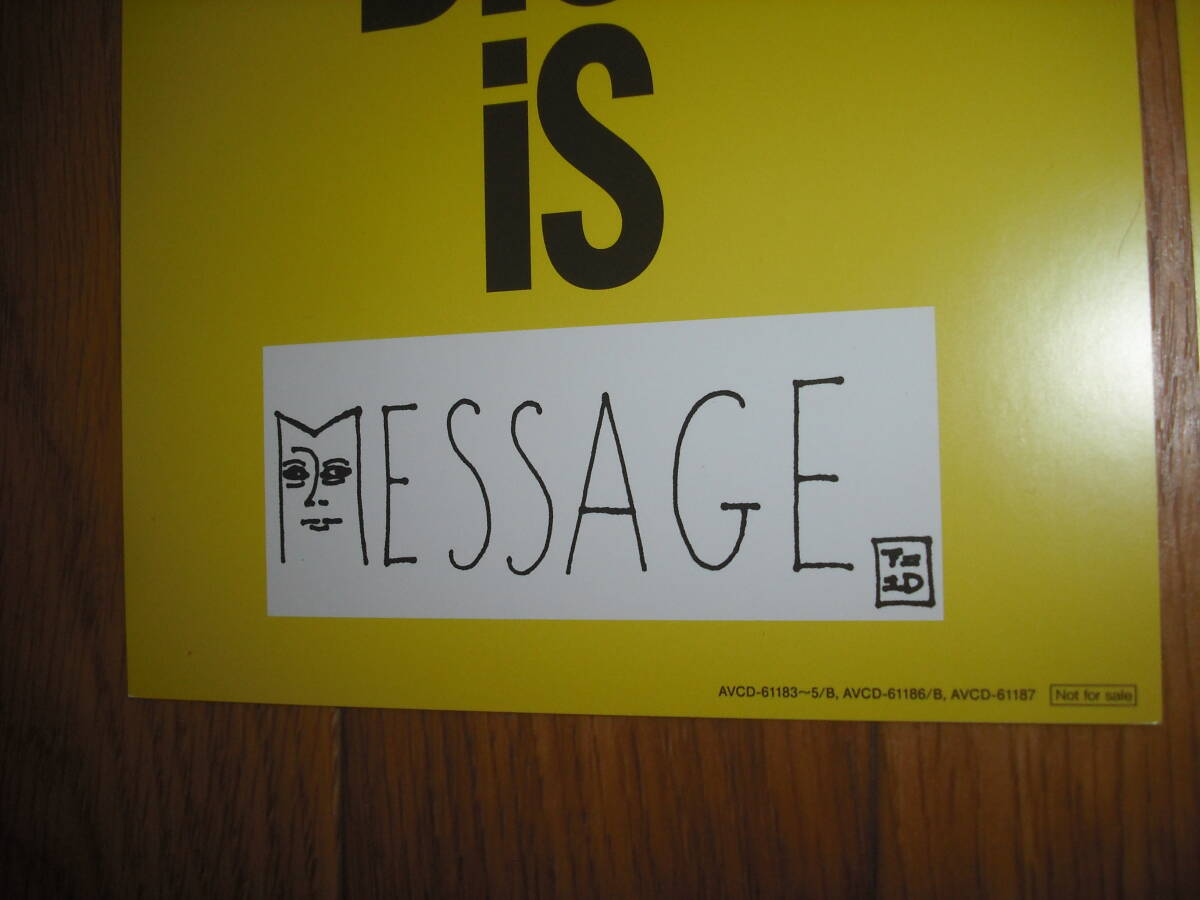 iS
MESSAGE
AVCD-61183~5/B, AVCD-61186/B, AVCD-61187 Not for sale